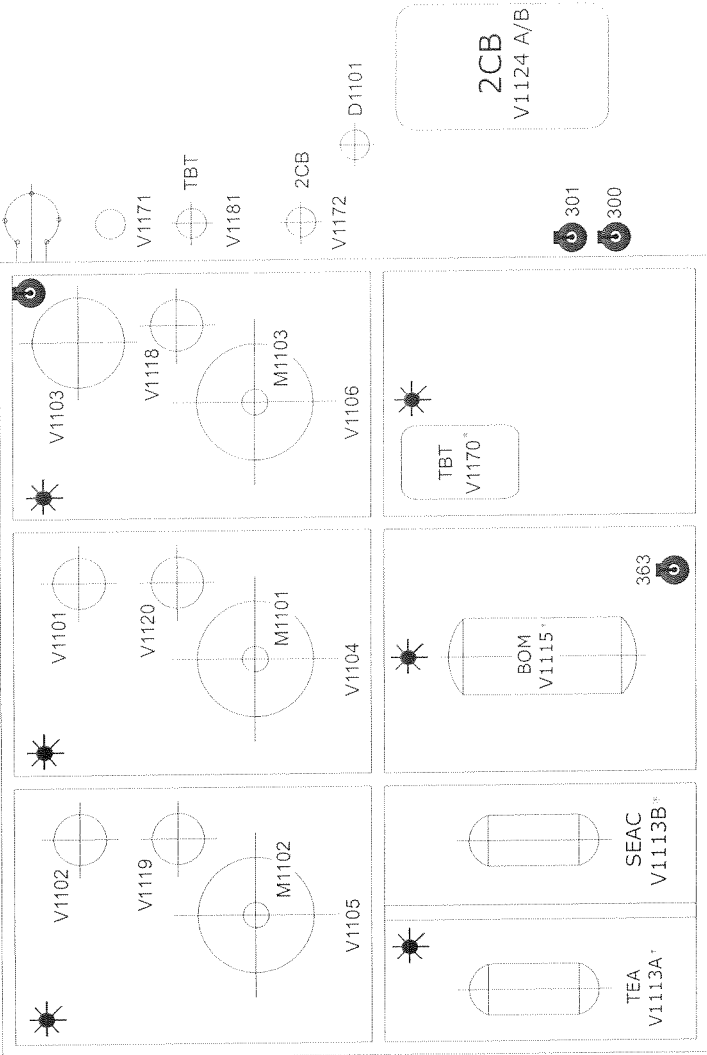 2CB
V1124 A/B
D1101
TBT
2CB
V1171
V1181
V1172
301
300
V1103
V1118
M1103
V1106
TBT
V1170*
V1101
V1120
M1101
V1104
363
BOM
V1115*
V1102
V1119
M1102
V1105
SEAC
V1113B*
TEA
V1113A*